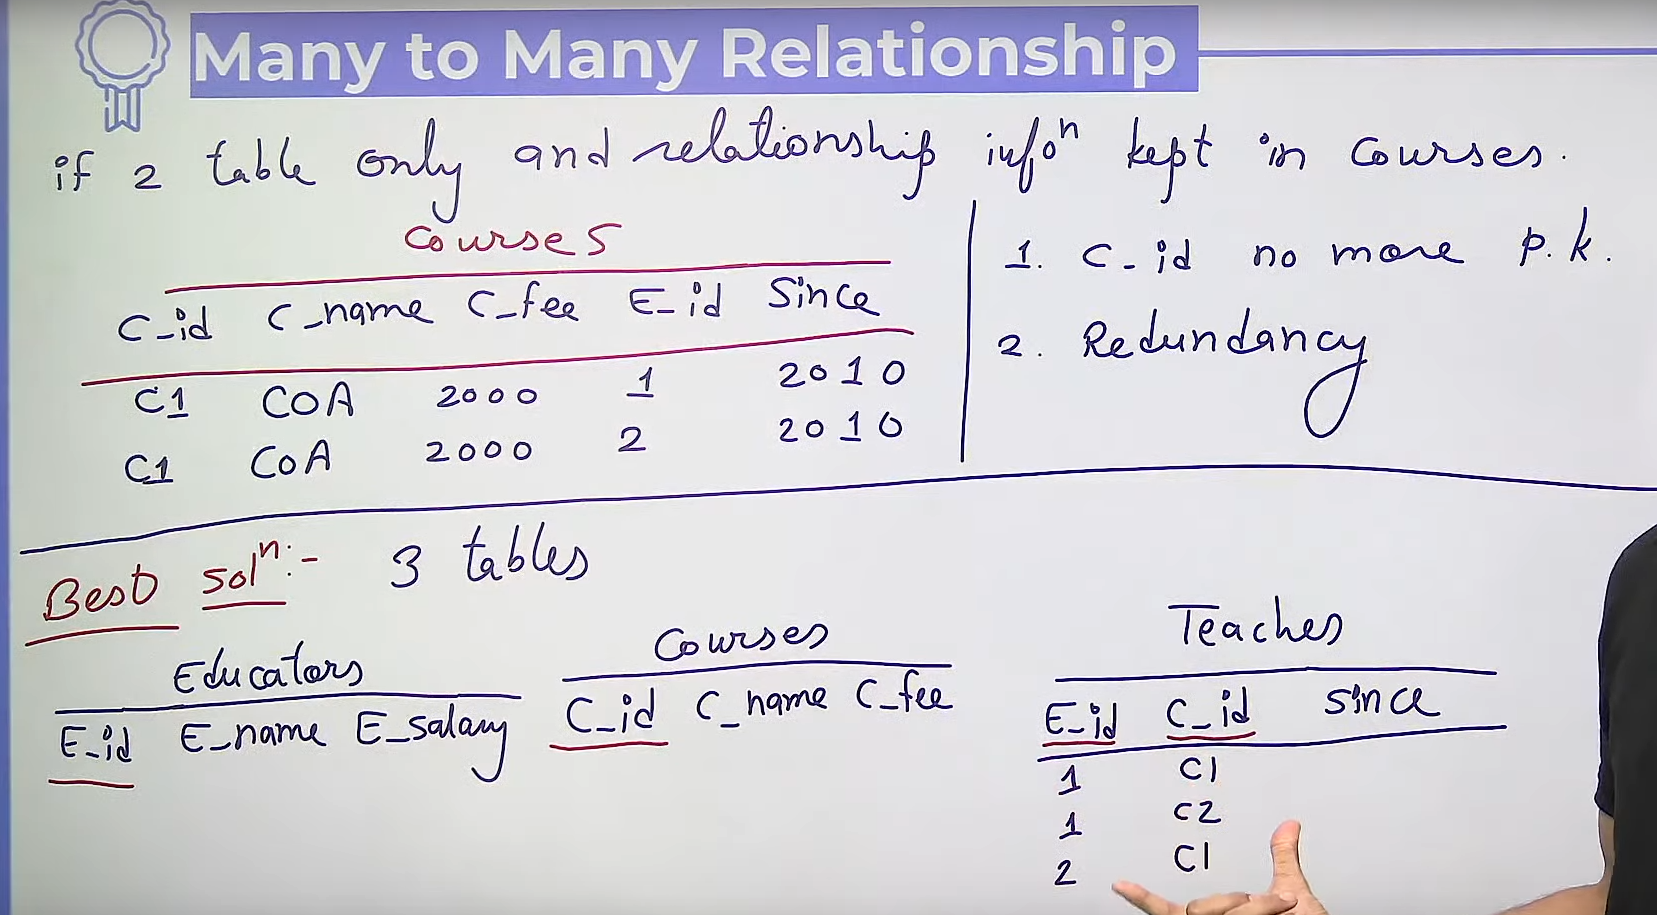 Many to Many Relationship
if 2 table only and relationship infoⁿ kept in Courses.
Courses
C_id C_name C_fee E_id Since
C1 COA 2000 1 2010
C1 COA 2000 2 2010
1. C_id no more p.k.
2. Redundancy
Best solⁿ:- 3 tables
Educators
E_id E_name E_salary
Courses
C_id C_name C_fee
Teaches
E_id C_id since
1 C1
1 C2
2 C1